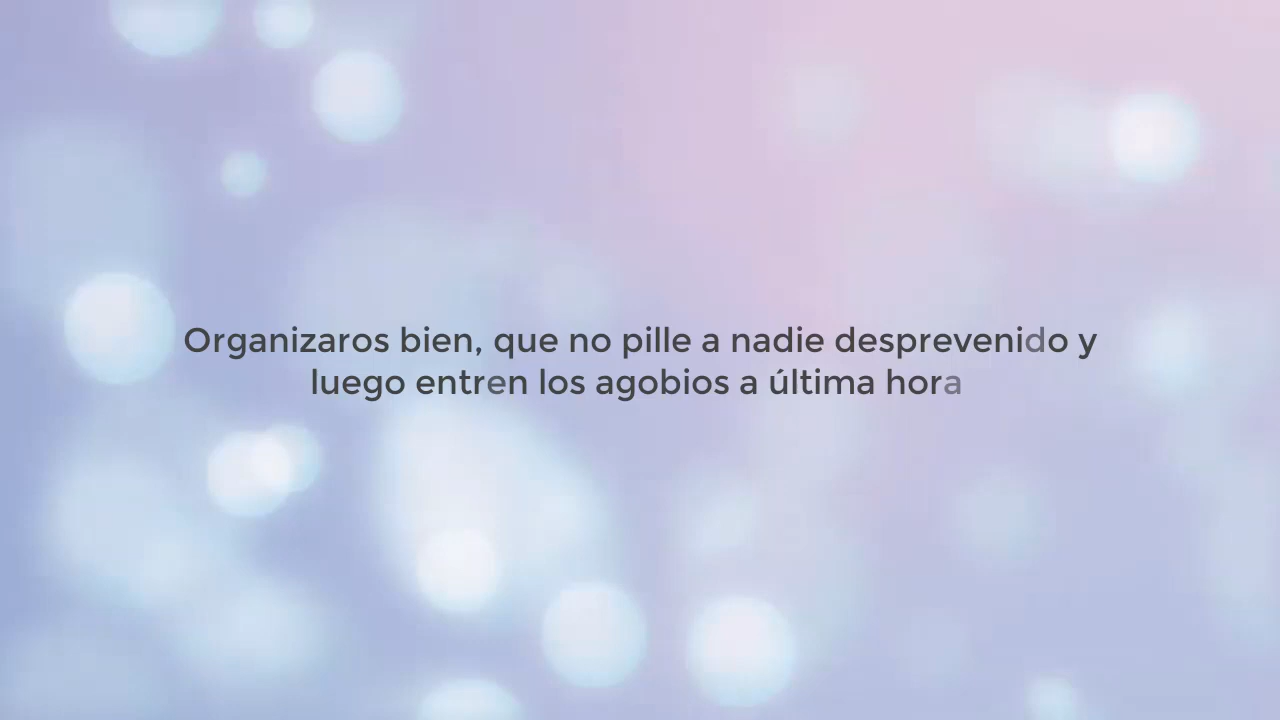 Organizaros bien, que no pille a nadie desprevenido y
luego entren los agobios a última hora